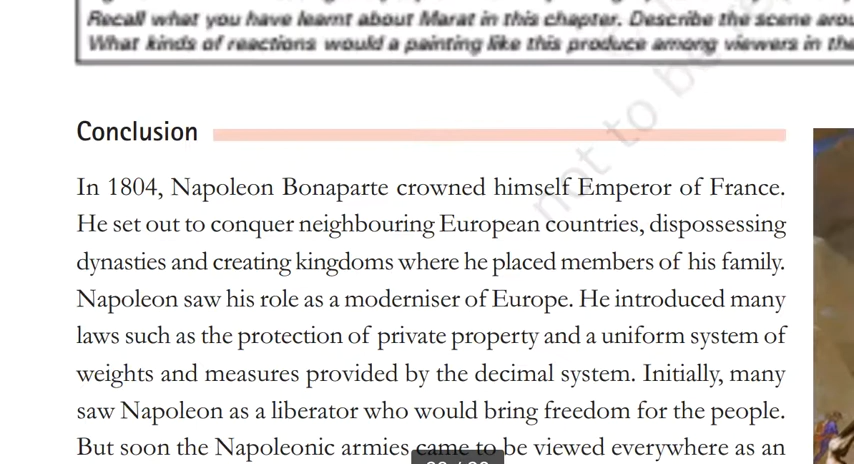 Recall what you have learnt about Marat in this chapter. Describe the scene
What kinds of reactions would a painting like this produce among viewers in the
not to be
Conclusion
In 1804, Napoleon Bonaparte crowned himself Emperor of France.
He set out to conquer neighbouring European countries, dispossessing
dynasties and creating kingdoms where he placed members of his family.
Napoleon saw his role as a moderniser of Europe. He introduced many
laws such as the protection of private property and a uniform system of
weights and measures provided by the decimal system. Initially, many
saw Napoleon as a liberator who would bring freedom for the people.
But soon the Napoleonic armies came to be viewed everywhere as an